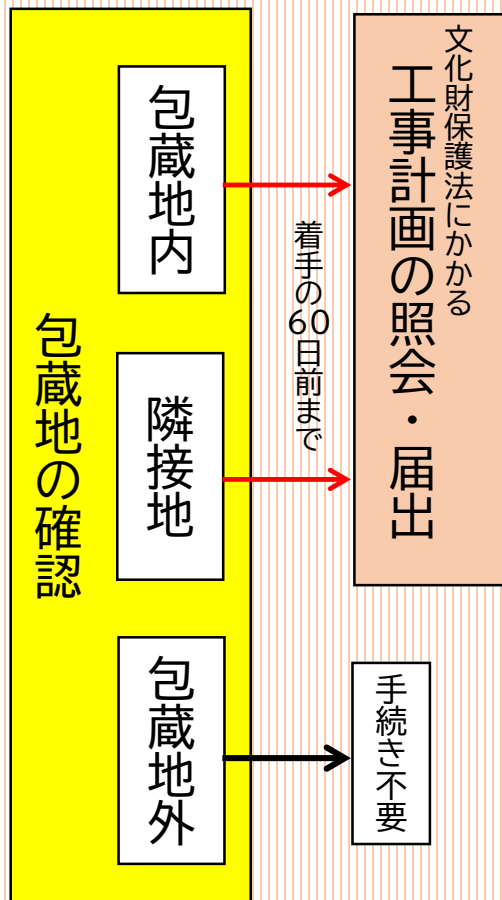 包蔵地の確認
包蔵地内
隣接地
包蔵地外
着手の60日前まで
文化財保護法にかかる
工事計画の照会・届出
手続き不要